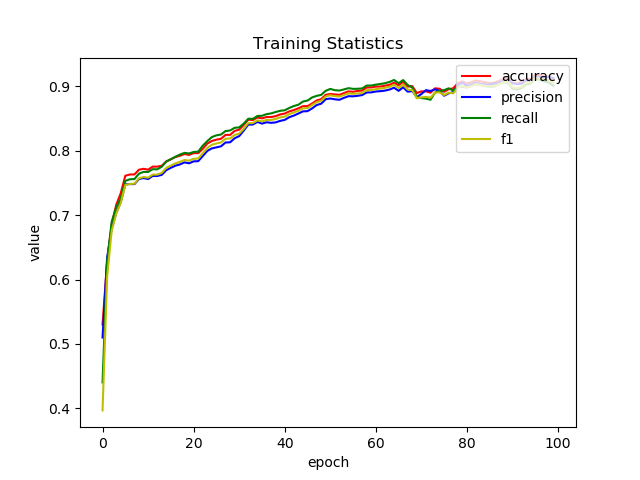 Training Statistics
accuracy
precision
recall
f1
value
0.9
0.8
0.7
0.6
0.5
0.4
0
20
40
60
80
100
epoch